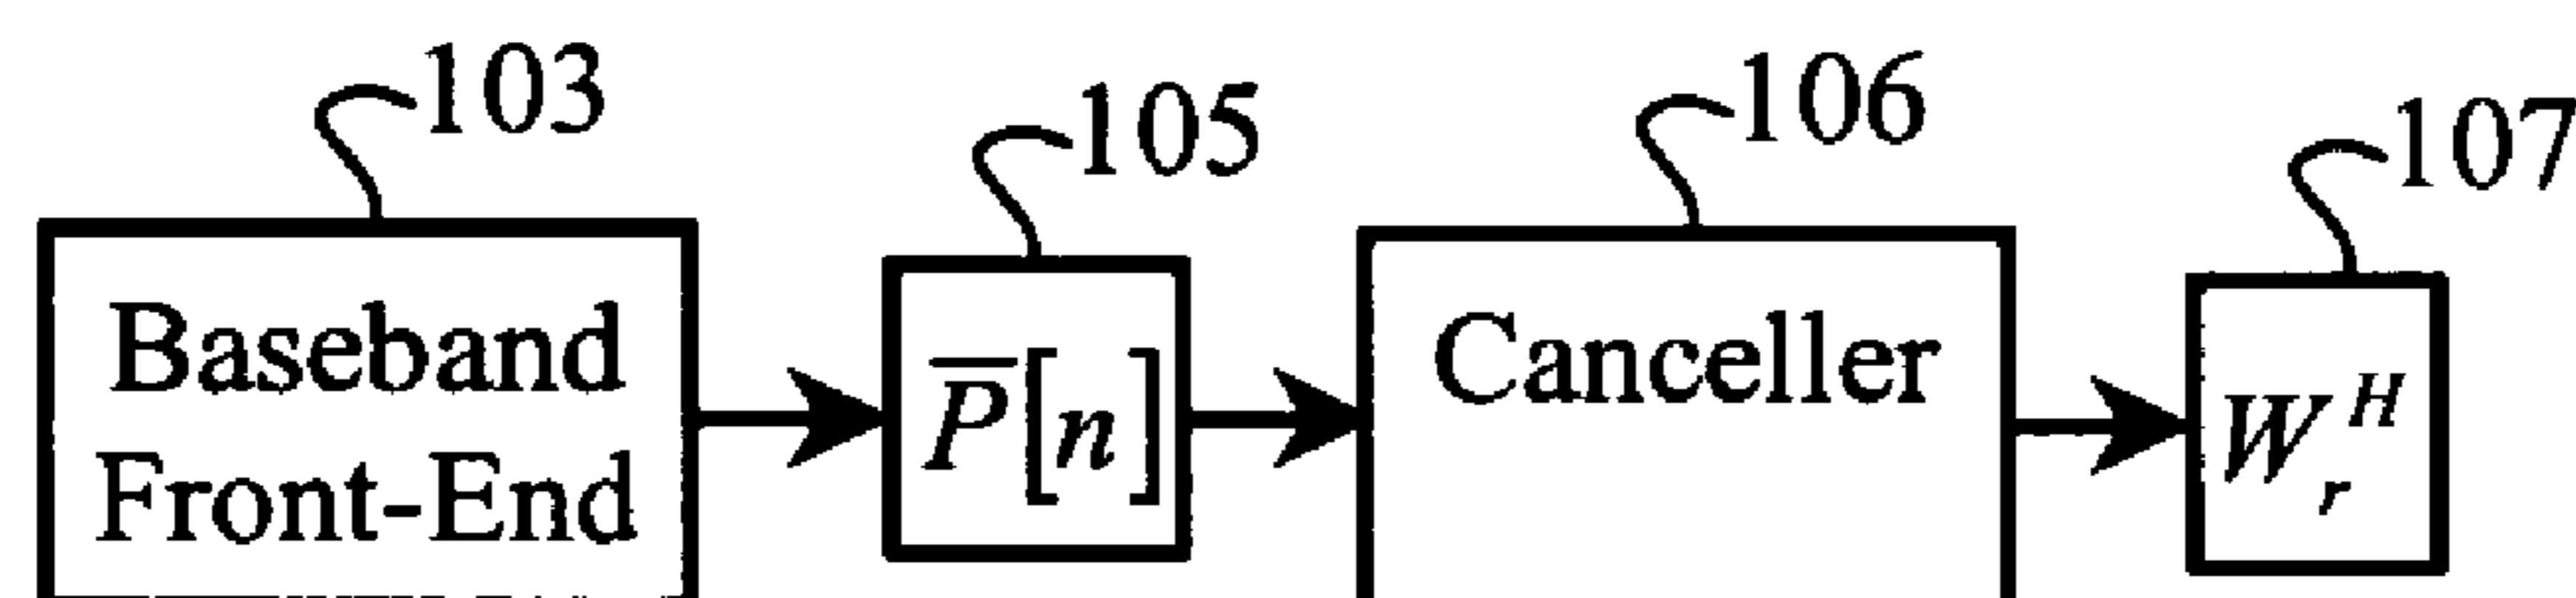 103
105
106
107
Baseband
Front-End
P̅[n]
Canceller
W_r^H